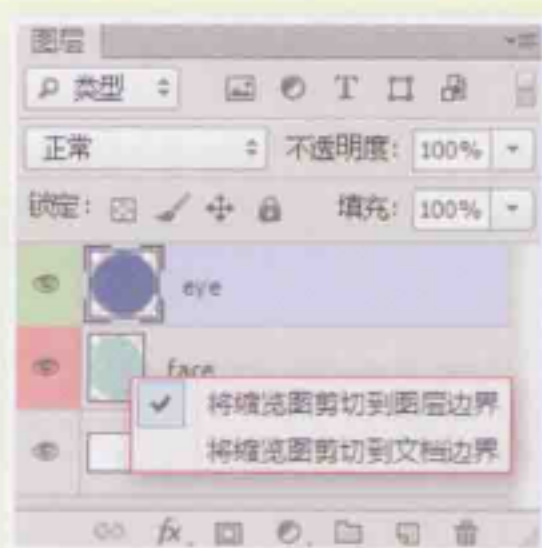 图层
类型 T
正常 不透明度: 100%
锁定: 填充: 100%
eye
face
将缩览图剪切到图层边界
将缩览图剪切到文档边界
fx